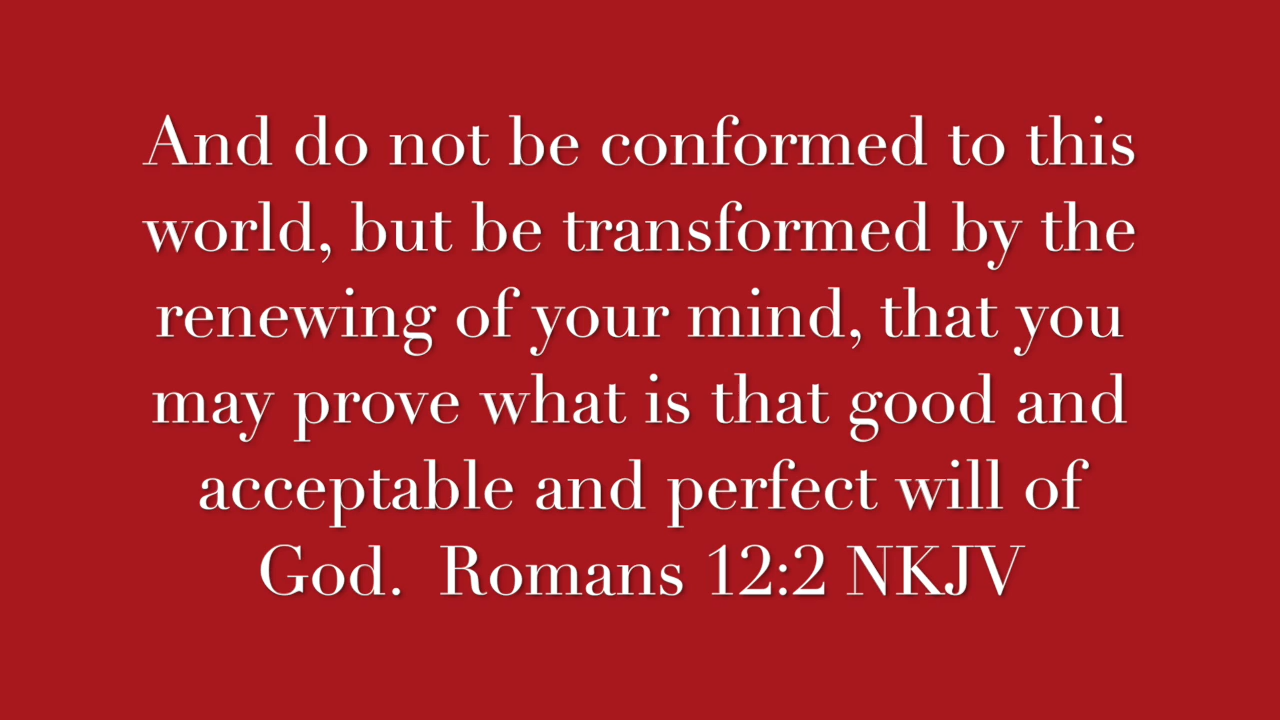 And do not be conformed to this
world, but be transformed by the
renewing of your mind, that you
may prove what is that good and
acceptable and perfect will of
God.  Romans 12:2 NKJV